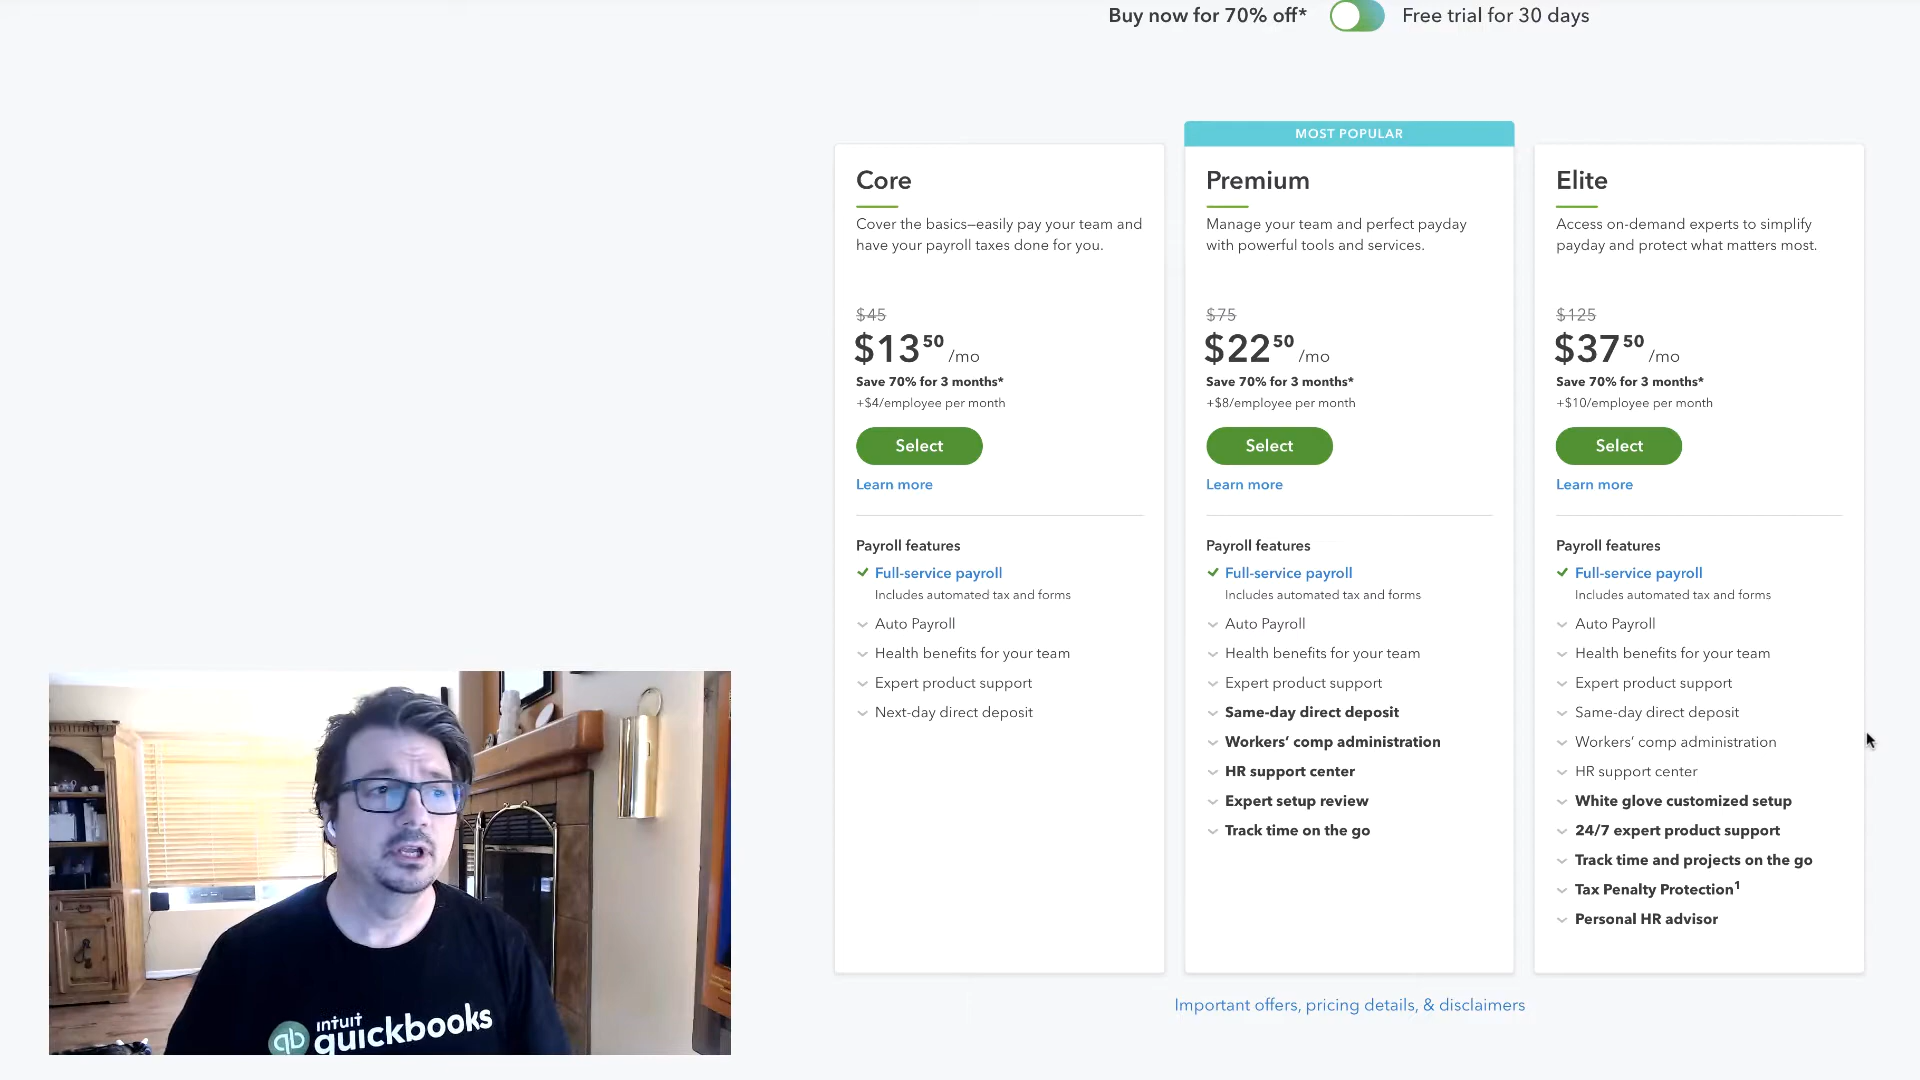 Buy now for 70% off*
Free trial for 30 days
MOST POPULAR
Core
Cover the basics—easily pay your team and
have your payroll taxes done for you.
$45
$13 50 /mo
Save 70% for 3 months*
+$4/employee per month
Select
Learn more
Payroll features
Full-service payroll
Includes automated tax and forms
Auto Payroll
Health benefits for your team
Expert product support
Next-day direct deposit
Premium
Manage your team and perfect payday
with powerful tools and services.
$75
$22 50 /mo
Save 70% for 3 months*
+$8/employee per month
Select
Learn more
Payroll features
Full-service payroll
Includes automated tax and forms
Auto Payroll
Health benefits for your team
Expert product support
Same-day direct deposit
Workers’ comp administration
HR support center
Expert setup review
Track time on the go
Elite
Access on-demand experts to simplify
payday and protect what matters most.
$125
$37 50 /mo
Save 70% for 3 months*
+$10/employee per month
Select
Learn more
Payroll features
Full-service payroll
Includes automated tax and forms
Auto Payroll
Health benefits for your team
Expert product support
Same-day direct deposit
Workers’ comp administration
HR support center
White glove customized setup
24/7 expert product support
Track time and projects on the go
Tax Penalty Protection¹
Personal HR advisor
Important offers, pricing details, & disclaimers
intuit
qb quickbooks